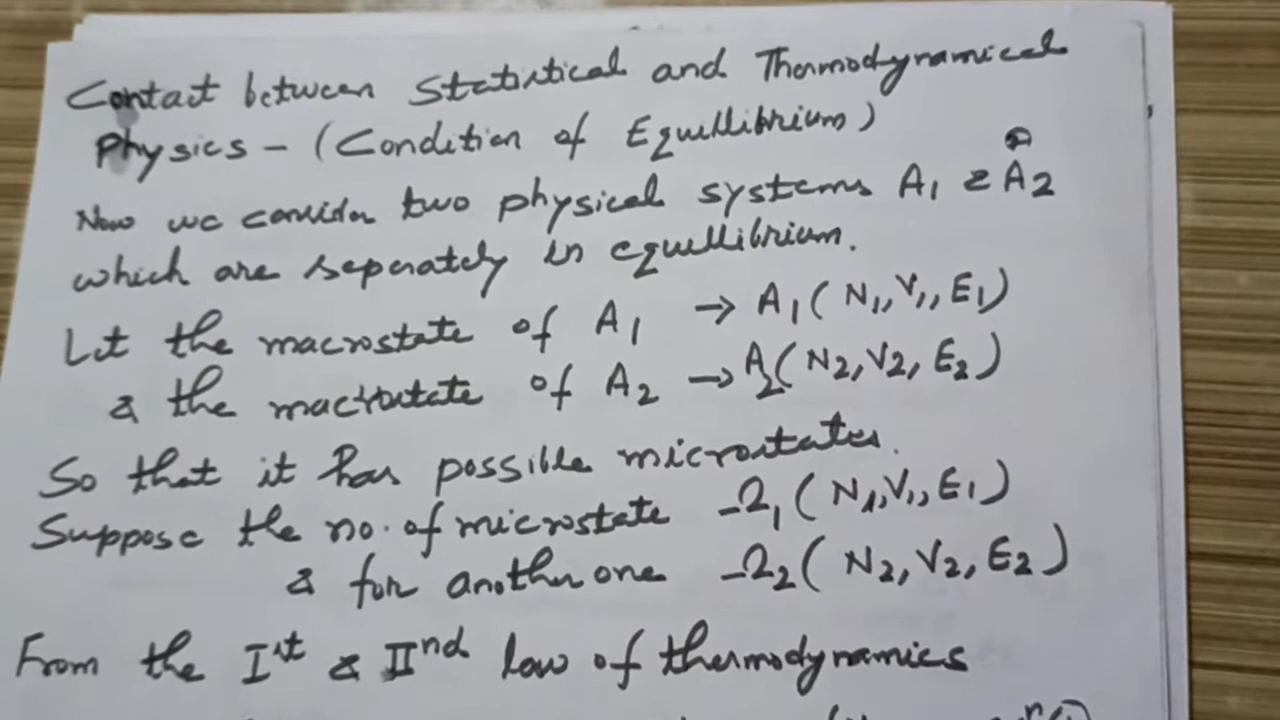 Contact between Statistical and Thermodynamical
Physics - (Condition of Equillibrium)
Now we consider two physical systems A₁ & A₂
which are seperately in equillibrium.
Let the macrostate of A₁ → A₁(N₁, V₁, E₁)
& the macrostate of A₂ → A₂(N₂, V₂, E₂)
So that it has possible microstates.
Suppose the no. of microstate Ω₁(N₁, V₁, E₁)
& for another one Ω₂(N₂, V₂, E₂)
From the Iˢᵗ & IIⁿᵈ law of thermodynamics